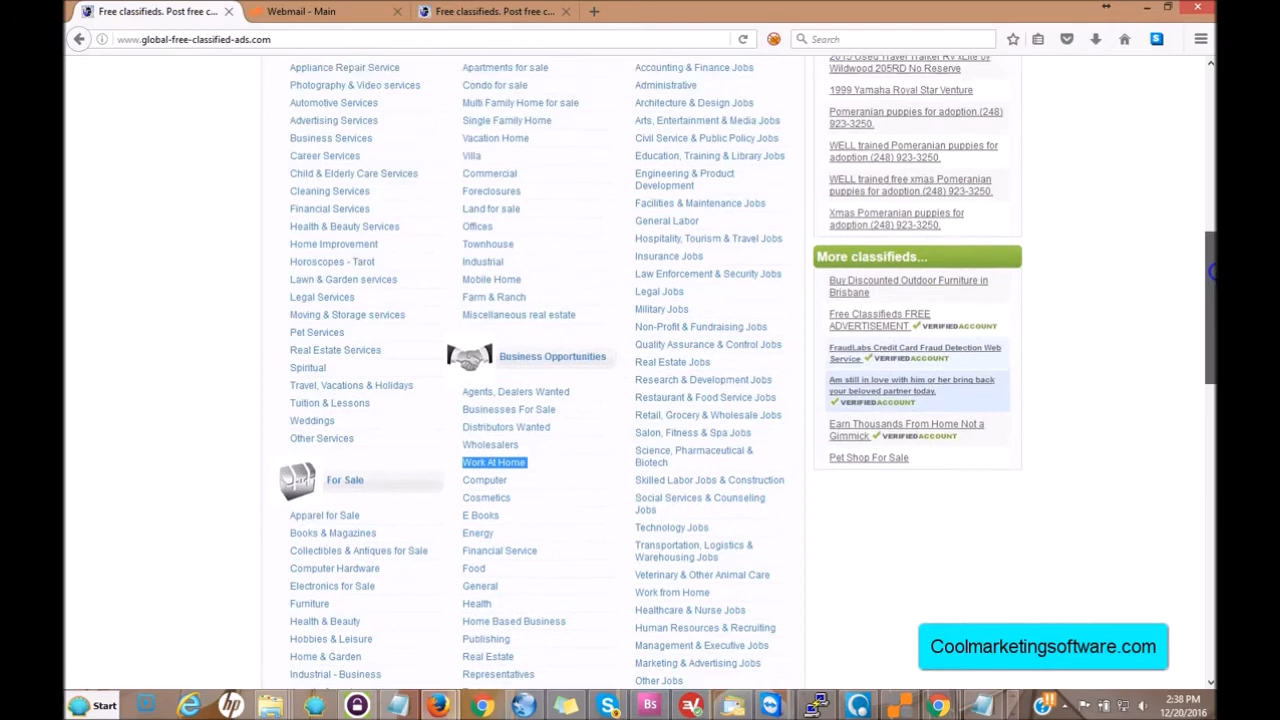 Free classifieds. Post free c...
Webmail - Main
Free classifieds. Post free c...
www.global-free-classified-ads.com
Search
Appliance Repair Service
Photography & Video services
Automotive Services
Advertising Services
Business Services
Career Services
Child & Elderly Care Services
Cleaning Services
Financial Services
Health & Beauty Services
Home Improvement
Horoscopes - Tarot
Lawn & Garden services
Legal Services
Moving & Storage services
Pet Services
Real Estate Services
Spiritual
Travel, Vacations & Holidays
Tuition & Lessons
Weddings
Other Services
For Sale
Apparel for Sale
Books & Magazines
Collectibles & Antiques for Sale
Computer Hardware
Electronics for Sale
Furniture
Health & Beauty
Hobbies & Leisure
Home & Garden
Industrial - Business
Apartments for sale
Condo for sale
Multi Family Home for sale
Single Family Home
Vacation Home
Villa
Commercial
Foreclosures
Land for sale
Offices
Townhouse
Industrial
Mobile Home
Farm & Ranch
Miscellaneous real estate
Business Opportunities
Agents, Dealers Wanted
Businesses For Sale
Distributors Wanted
Wholesalers
Work At Home
Computer
Cosmetics
E Books
Energy
Financial Service
Food
General
Health
Home Based Business
Publishing
Real Estate
Representatives
Accounting & Finance Jobs
Administrative
Architecture & Design Jobs
Arts, Entertainment & Media Jobs
Civil Service & Public Policy Jobs
Education, Training & Library Jobs
Engineering & Product
Development
Facilities & Maintenance Jobs
General Labor
Hospitality, Tourism & Travel Jobs
Insurance Jobs
Law Enforcement & Security Jobs
Legal Jobs
Military Jobs
Non-Profit & Fundraising Jobs
Quality Assurance & Control Jobs
Real Estate Jobs
Research & Development Jobs
Restaurant & Food Service Jobs
Retail, Grocery & Wholesale Jobs
Salon, Fitness & Spa Jobs
Science, Pharmaceutical &
Biotech
Skilled Labor Jobs & Construction
Social Services & Counseling
Jobs
Technology Jobs
Transportation, Logistics &
Warehousing Jobs
Veterinary & Other Animal Care
Work from Home
Healthcare & Nurse Jobs
Human Resources & Recruiting
Management & Executive Jobs
Marketing & Advertising Jobs
Other Jobs
Wildwood 205RD No Reserve
1999 Yamaha Royal Star Venture
Pomeranian puppies for adoption.(248)
923-3250.
WELL trained Pomeranian puppies for
adoption (248) 923-3250.
WELL trained free xmas Pomeranian
puppies for adoption (248) 923-3250.
Xmas Pomeranian puppies for
adoption (248) 923-3250.
More classifieds...
Buy Discounted Outdoor Furniture in
Brisbane
Free Classifieds FREE
ADVERTISEMENT VERIFIED ACCOUNT
FraudLabs Credit Card Fraud Detection Web
Service VERIFIED ACCOUNT
Am still in love with him or her bring back
your beloved partner today.
VERIFIED ACCOUNT
Earn Thousands From Home Not a
Gimmick VERIFIED ACCOUNT
Pet Shop For Sale
Coolmarketingsoftware.com
Start
hp
Bs
2:38 PM
12/20/2016